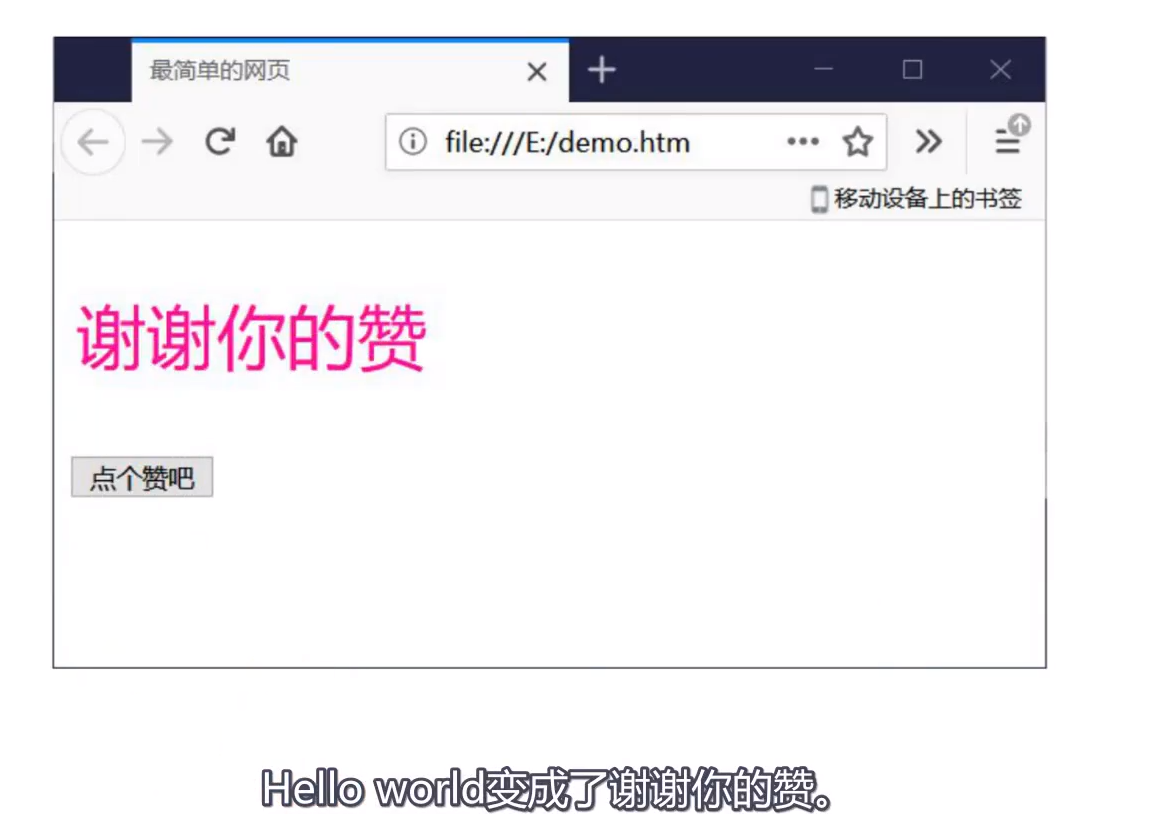 最简单的网页
file:///E:/demo.htm
移动设备上的书签
谢谢你的赞
点个赞吧
Hello world变成了谢谢你的赞。